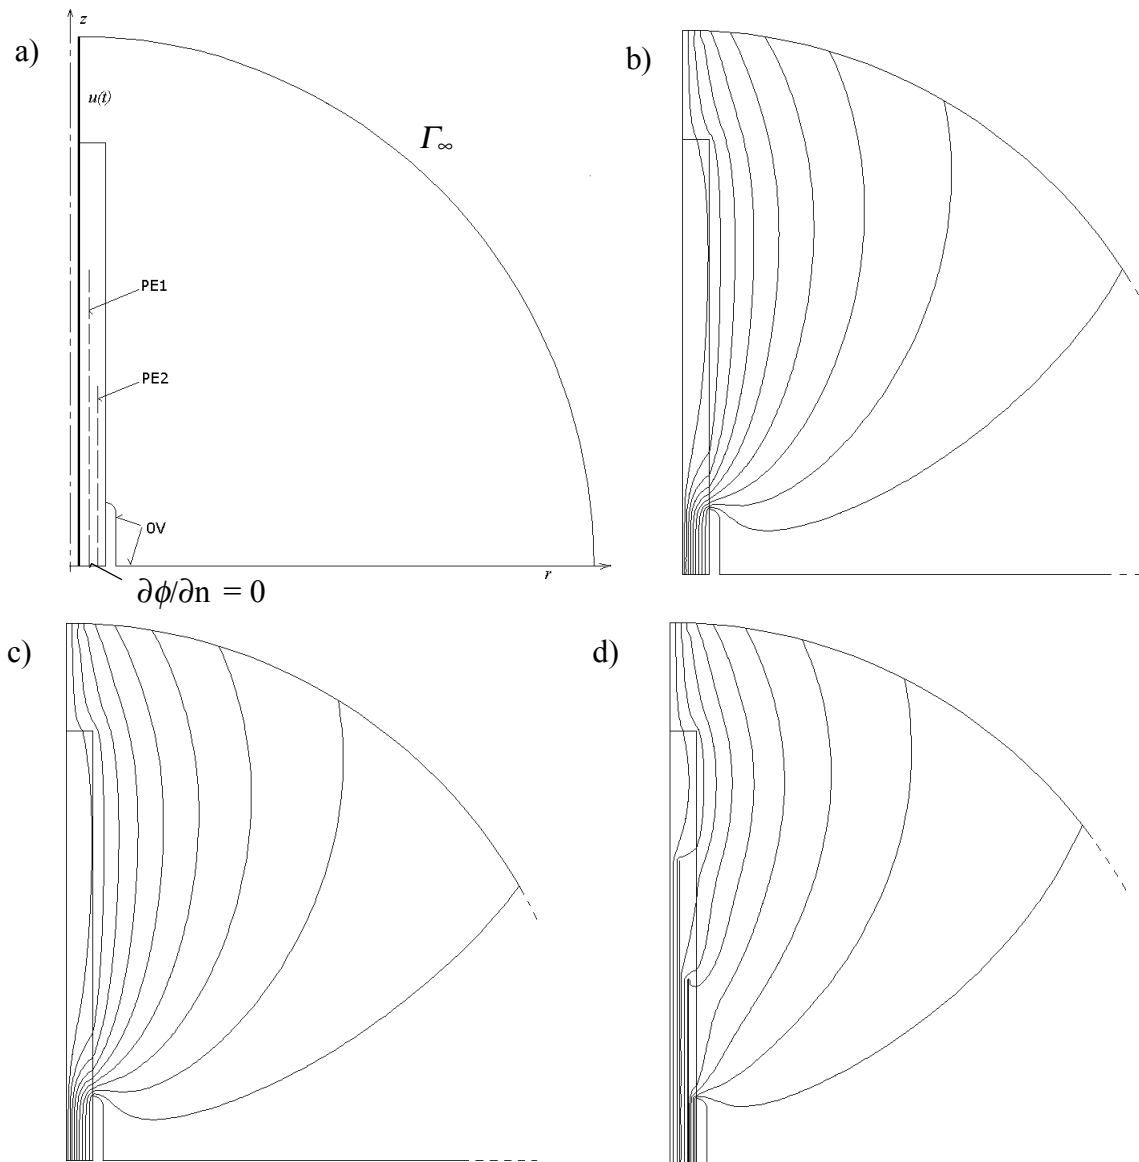 a)
z
u(t)
Γ∞
PE1
PE2
0V
r
∂ϕ/∂n = 0
b)
c)
d)